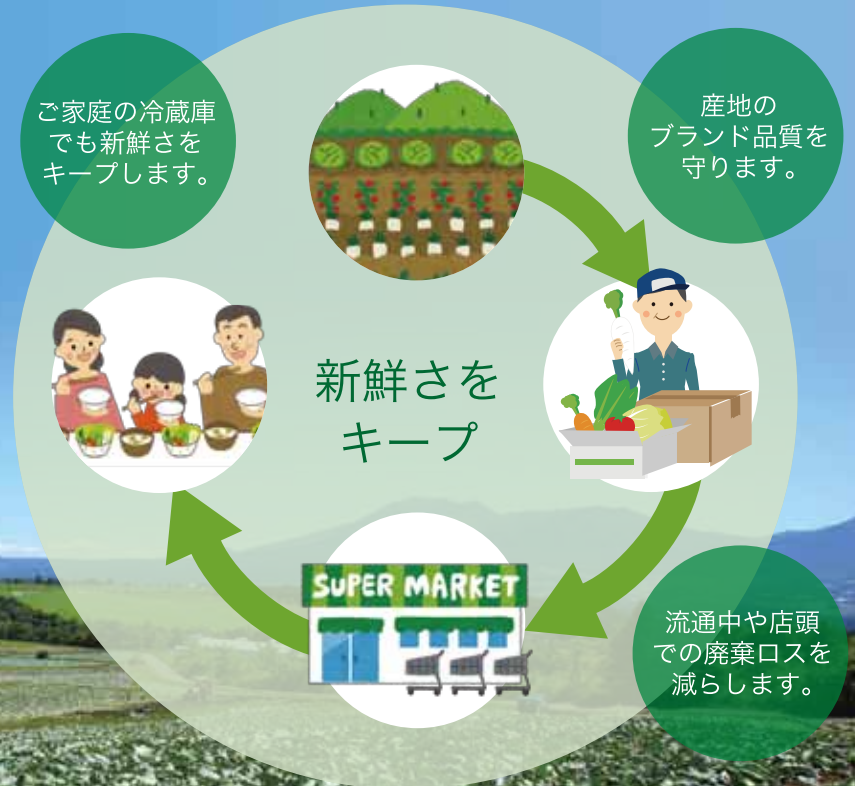 ご家庭の冷蔵庫
でも新鮮さを
キープします。
産地の
ブランド品質を
守ります。
新鮮さを
キープ
SUPER MARKET
流通中や店頭
での廃棄ロスを
減らします。